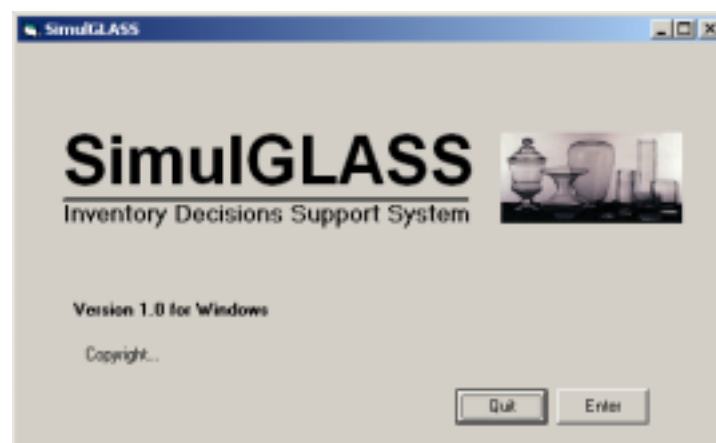 SimulGLASS
SimulGLASS
Inventory Decisions Support System
Version 1.0 for Windows
Copyright...
Quit Enter